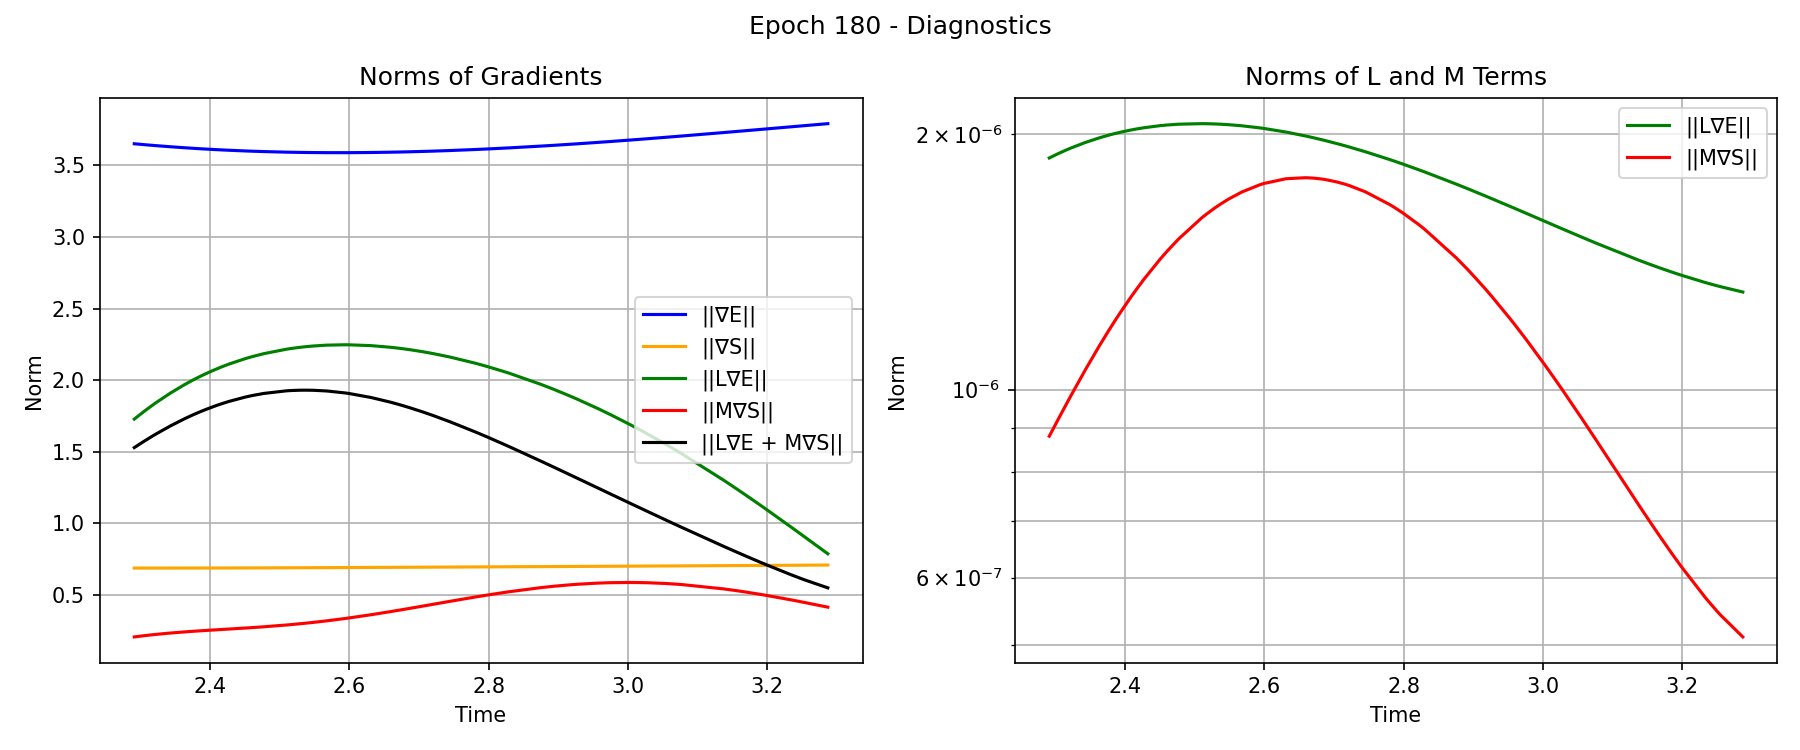 Epoch 180 - Diagnostics
Norms of Gradients
Norm
3.5
3.0
2.5
2.0
1.5
1.0
0.5
||∇E||
||∇S||
||L∇E||
||M∇S||
||L∇E + M∇S||
2.4 2.6 2.8 3.0 3.2
Time
Norms of L and M Terms
Norm
2 × 10⁻⁶
10⁻⁶
6 × 10⁻⁷
||L∇E||
||M∇S||
2.4 2.6 2.8 3.0 3.2
Time